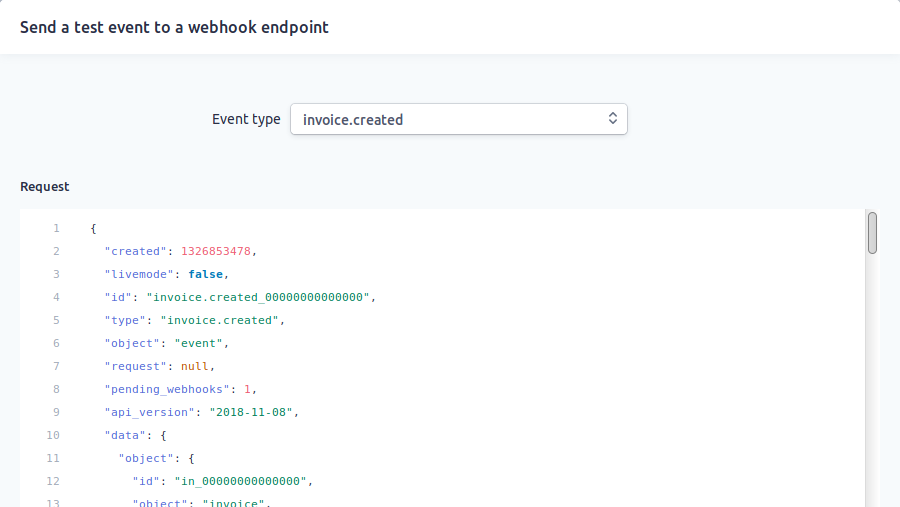 Send a test event to a webhook endpoint
Event type invoice.created
Request
1 {
2 "created": 1326853478,
3 "livemode": false,
4 "id": "invoice.created_00000000000000",
5 "type": "invoice.created",
6 "object": "event",
7 "request": null,
8 "pending_webhooks": 1,
9 "api_version": "2018-11-08",
10 "data": {
11 "object": {
12 "id": "in_00000000000000",
13 "object": "invoice",